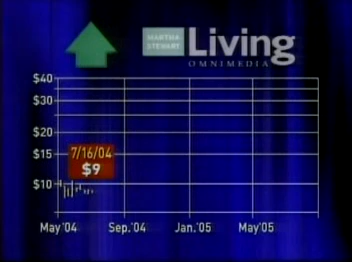 MARTHA
STEWART
Living
OMNIMEDIA
$40
$30
$20
$15
7/16/04
$9
$10
May'04 Sep.'04 Jan.'05 May'05